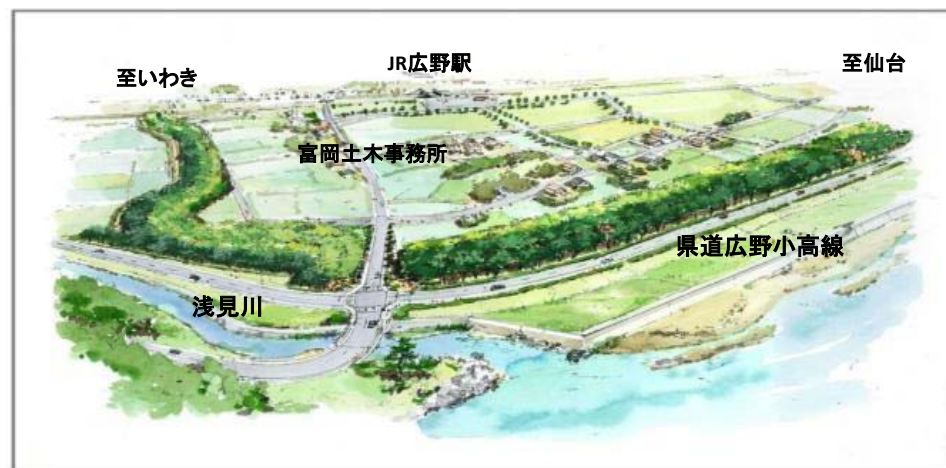 JR広野駅
至いわき
至仙台
富岡土木事務所
県道広野小高線
浅見川